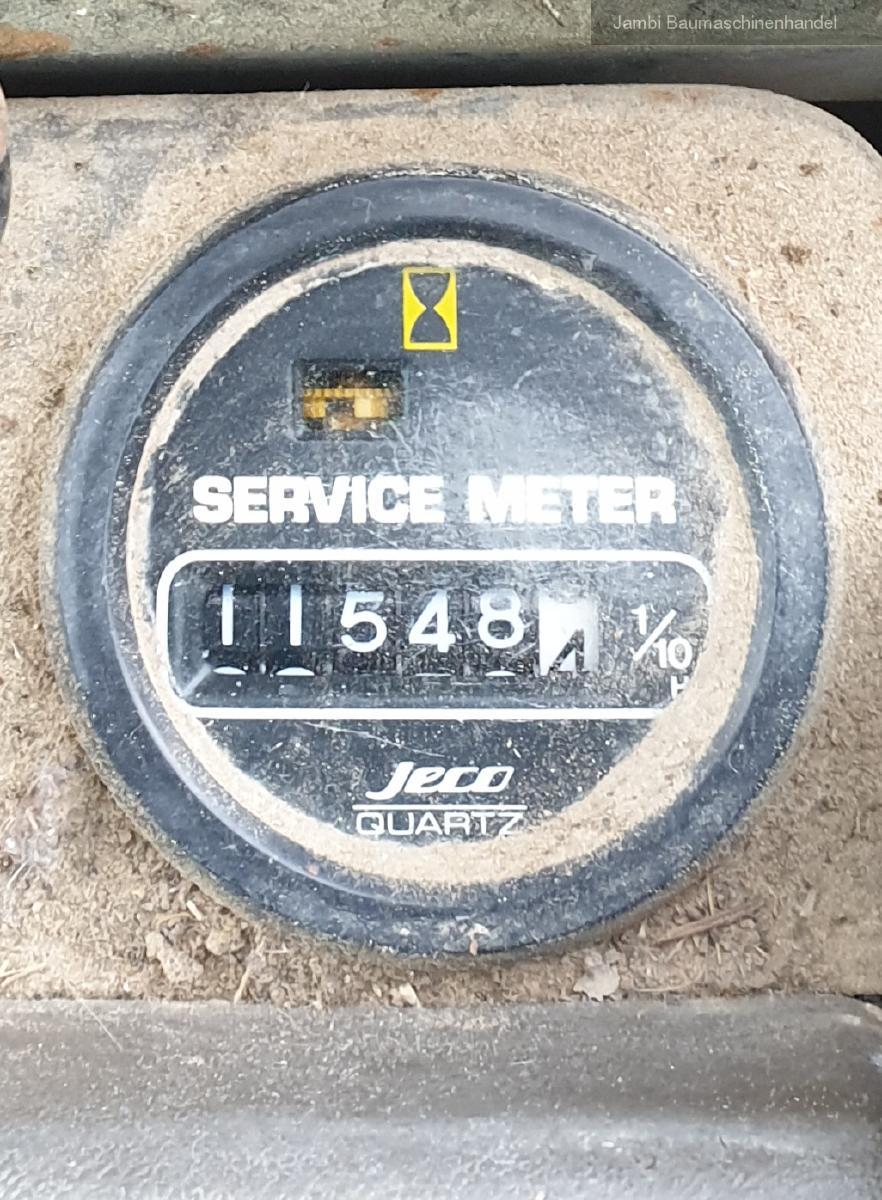 Jambi Baumaschinenhandel
SERVICE METER
11548 1/10
H
Jeco
QUARTZ